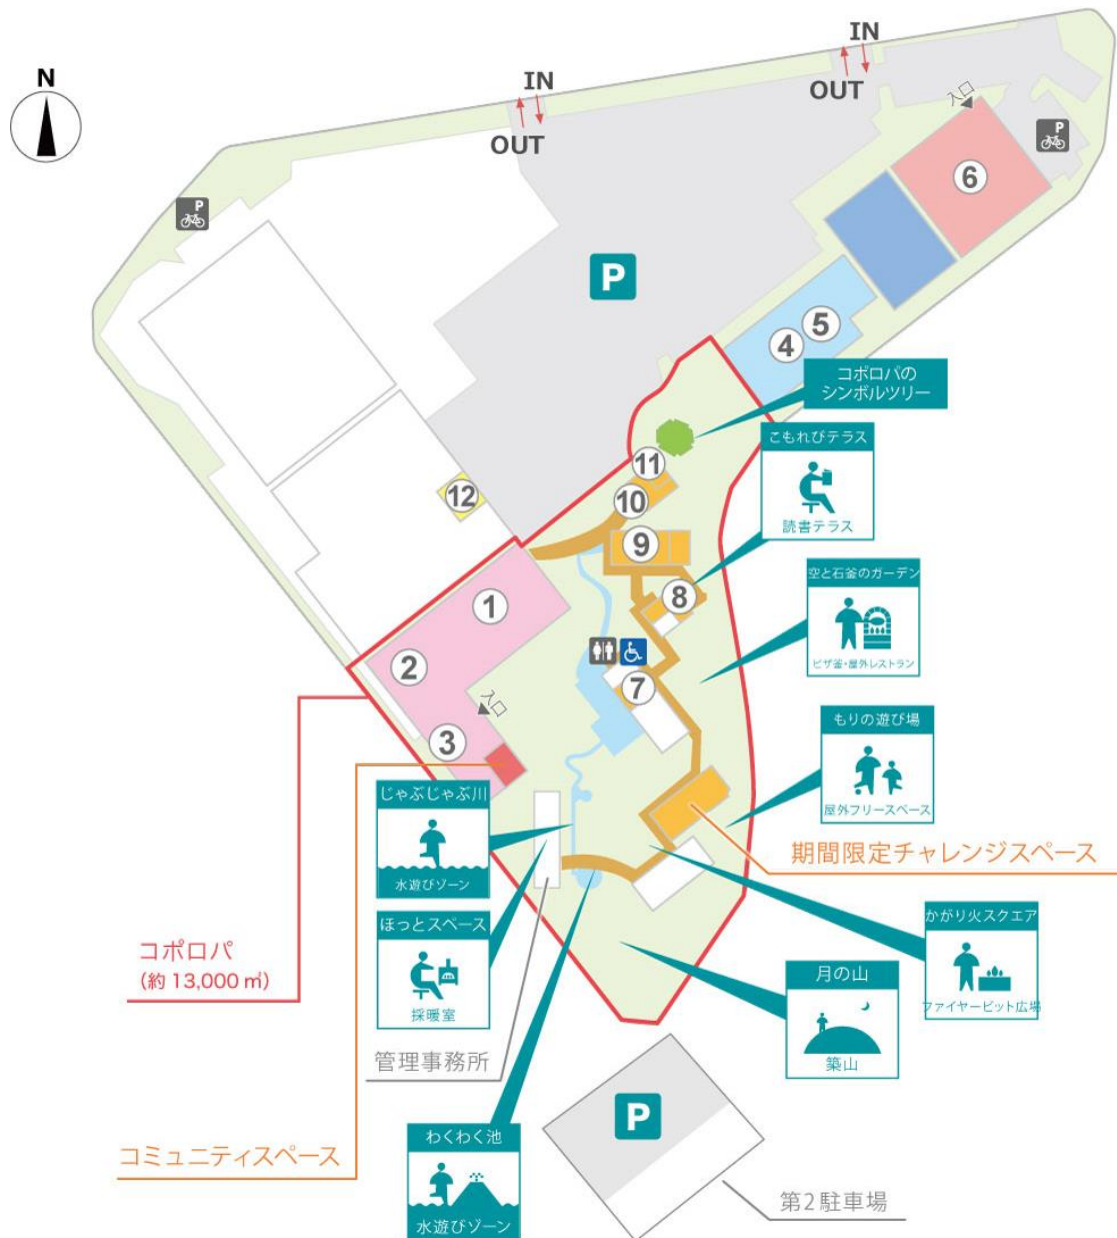 N
IN
OUT
IN
OUT
入口
P
P
P
⑥
⑤
④
コポロパの
シンボルツリー
こもれびテラス
読書テラス
⑪
⑩
⑫
⑨
⑧
①
②
③
入口
⑦
空と石釜のガーデン
ピザ釜・屋外レストラン
もりの遊び場
屋外フリースペース
期間限定チャレンジスペース
じゃぶじゃぶ川
水遊びゾーン
ほっとスペース
採暖室
かがり火スクエア
ファイヤーピット広場
コポロパ
(約 13,000 ㎡)
月の山
築山
管理事務所
コミュニティスペース
わくわく池
水遊びゾーン
P
第2駐車場